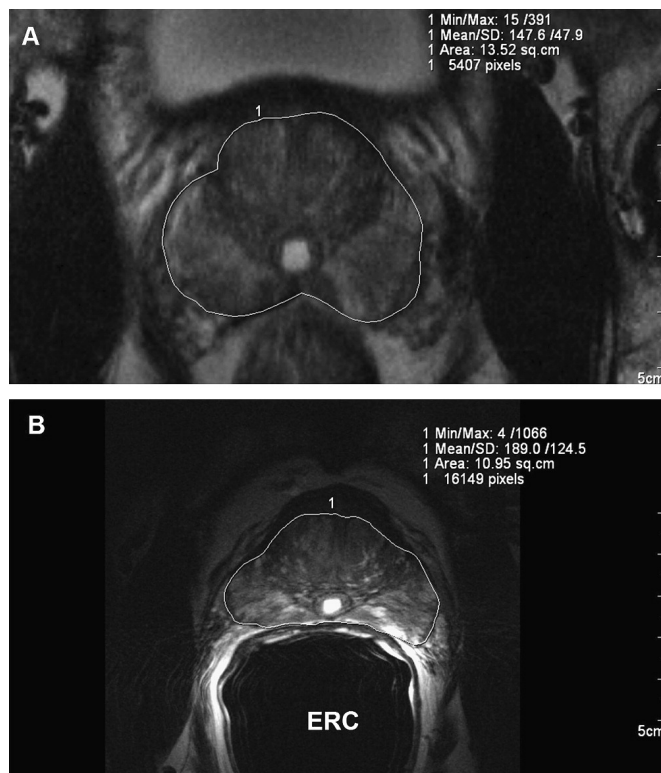 A
1 Min/Max: 15 /391
1 Mean/SD: 147.6 /47.9
1 Area: 13.52 sq.cm
1 5407 pixels
1
5cm
B
1 Min/Max: 4 /1066
1 Mean/SD: 189.0 /124.5
1 Area: 10.95 sq.cm
1 16149 pixels
1
5cm
ERC